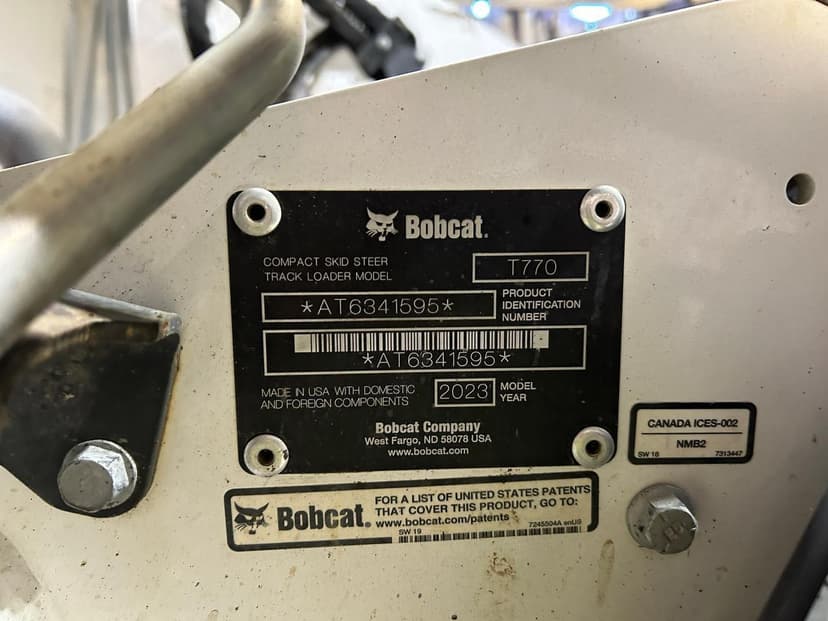 Bobcat.
COMPACT SKID STEER
TRACK LOADER MODEL
T770
*AT6341595*
PRODUCT
IDENTIFICATION
NUMBER
*AT6341595*
MADE IN USA WITH DOMESTIC
AND FOREIGN COMPONENTS
2023
MODEL
YEAR
Bobcat Company
West Fargo, ND 58078 USA
www.bobcat.com
CANADA ICES-002
NMB2
SW 18 7313447
Bobcat.
FOR A LIST OF UNITED STATES PATENTS
THAT COVER THIS PRODUCT, GO TO:
www.bobcat.com/patents
SW 19 7245504A enUS